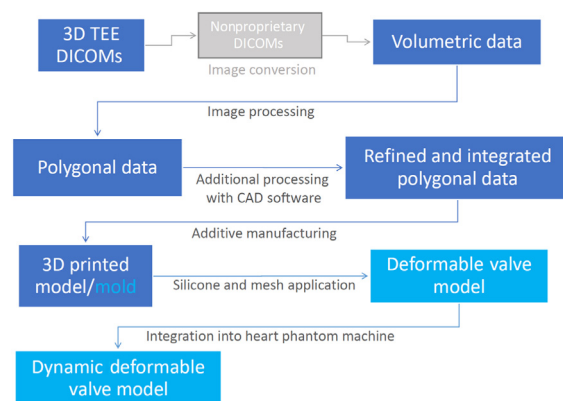 3D TEE
DICOMs
Nonproprietary
DICOMs
Volumetric data
Image conversion
Image processing
Polygonal data
Additional processing
with CAD software
Refined and integrated
polygonal data
Additive manufacturing
3D printed
model/mold
Silicone and mesh application
Deformable valve
model
Integration into heart phantom machine
Dynamic deformable
valve model